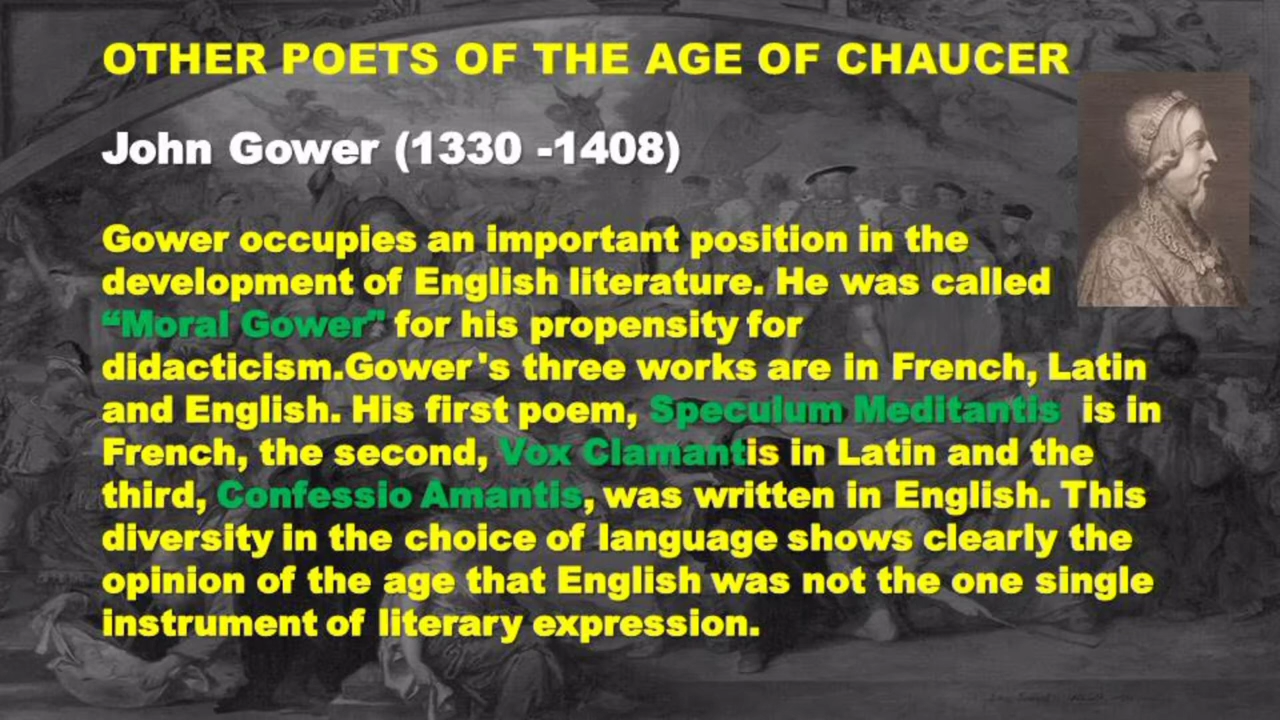 OTHER POETS OF THE AGE OF CHAUCER
John Gower (1330 -1408)
Gower occupies an important position in the
development of English literature. He was called
“Moral Gower” for his propensity for
didacticism.Gower's three works are in French, Latin
and English. His first poem, Speculum Meditantis is in
French, the second, Vox Clamantis in Latin and the
third, Confessio Amantis, was written in English. This
diversity in the choice of language shows clearly the
opinion of the age that English was not the one single
instrument of literary expression.